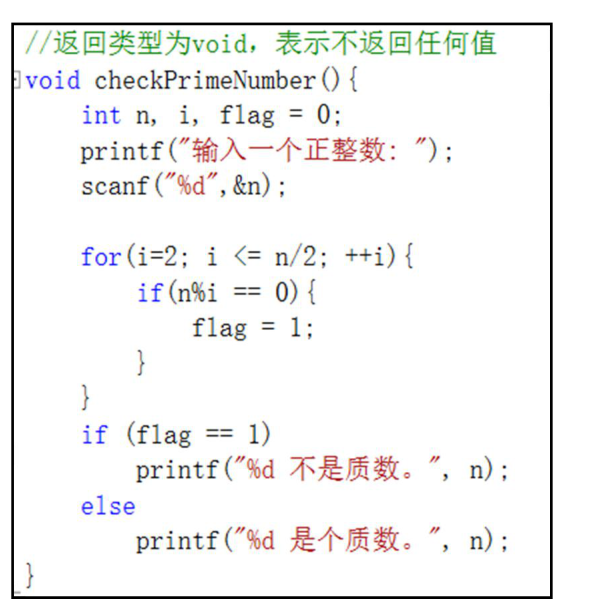 //返回类型为void，表示不返回任何值
void checkPrimeNumber(){
    int n, i, flag = 0;
    printf("输入一个正整数: ");
    scanf("%d",&n);

    for(i=2; i <= n/2; ++i){
        if(n%i == 0){
            flag = 1;
        }
    }
    if (flag == 1)
        printf("%d 不是质数。", n);
    else
        printf("%d 是个质数。", n);
}